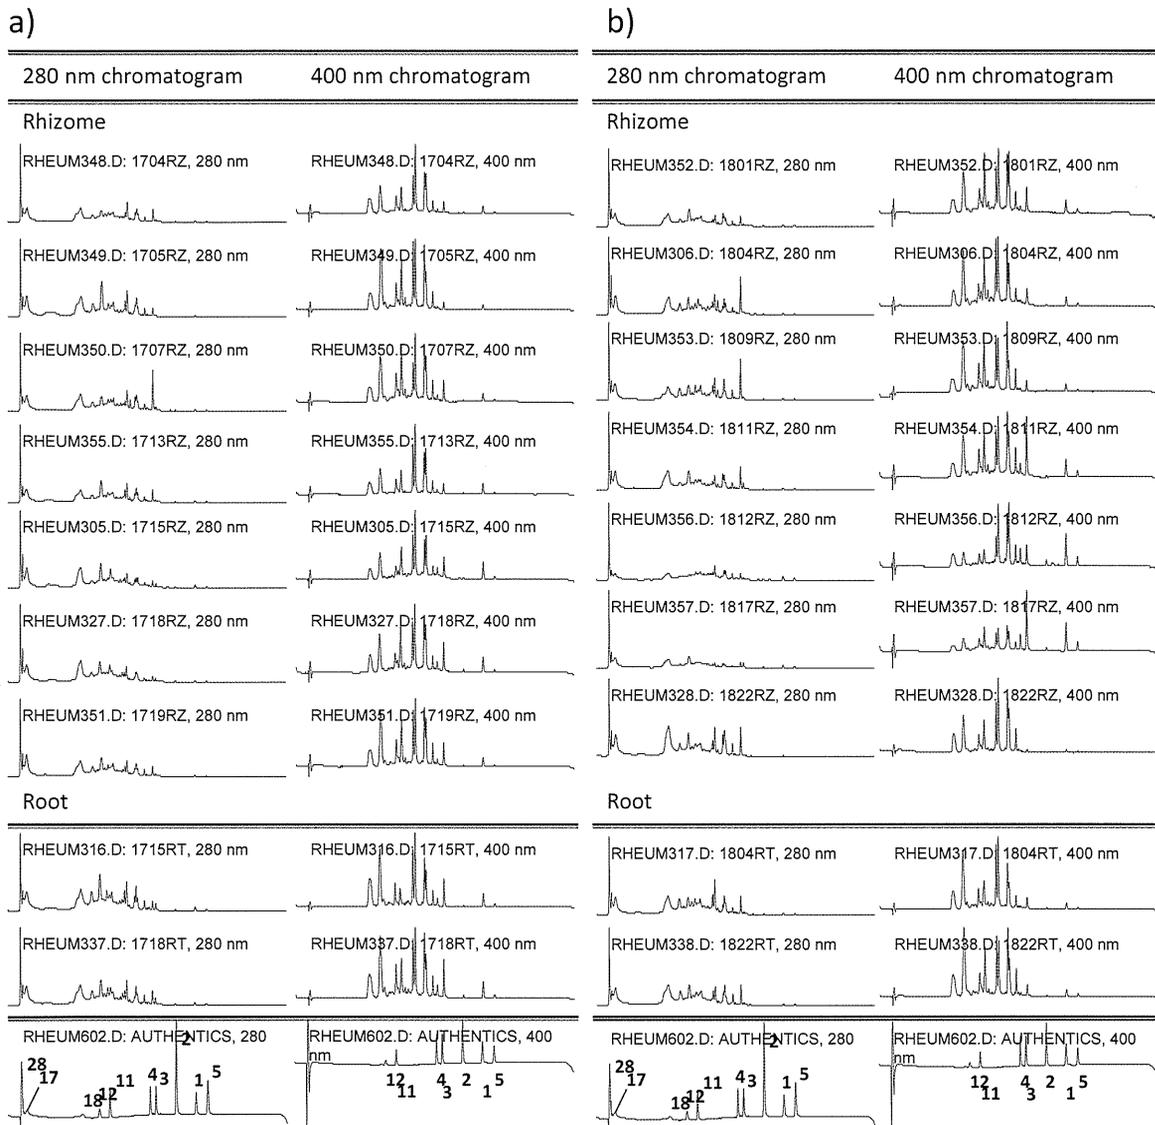 a)
280 nm chromatogram 400 nm chromatogram
Rhizome
RHEUM348.D: 1704RZ, 280 nm RHEUM348.D: 1704RZ, 400 nm
RHEUM349.D: 1705RZ, 280 nm RHEUM349.D: 1705RZ, 400 nm
RHEUM350.D: 1707RZ, 280 nm RHEUM350.D: 1707RZ, 400 nm
RHEUM355.D: 1713RZ, 280 nm RHEUM355.D: 1713RZ, 400 nm
RHEUM305.D: 1715RZ, 280 nm RHEUM305.D: 1715RZ, 400 nm
RHEUM327.D: 1718RZ, 280 nm RHEUM327.D: 1718RZ, 400 nm
RHEUM351.D: 1719RZ, 280 nm RHEUM351.D: 1719RZ, 400 nm
Root
RHEUM316.D: 1715RT, 280 nm RHEUM316.D: 1715RT, 400 nm
RHEUM337.D: 1718RT, 280 nm RHEUM337.D: 1718RT, 400 nm
RHEUM602.D: AUTHENTICS, 280 RHEUM602.D: AUTHENTICS, 400
nm
28 17 18 12 11 4 3 2 1 5
12 11 4 3 2 1 5
b)
280 nm chromatogram 400 nm chromatogram
Rhizome
RHEUM352.D: 1801RZ, 280 nm RHEUM352.D: 1801RZ, 400 nm
RHEUM306.D: 1804RZ, 280 nm RHEUM306.D: 1804RZ, 400 nm
RHEUM353.D: 1809RZ, 280 nm RHEUM353.D: 1809RZ, 400 nm
RHEUM354.D: 1811RZ, 280 nm RHEUM354.D: 1811RZ, 400 nm
RHEUM356.D: 1812RZ, 280 nm RHEUM356.D: 1812RZ, 400 nm
RHEUM357.D: 1817RZ, 280 nm RHEUM357.D: 1817RZ, 400 nm
RHEUM328.D: 1822RZ, 280 nm RHEUM328.D: 1822RZ, 400 nm
Root
RHEUM317.D: 1804RT, 280 nm RHEUM317.D: 1804RT, 400 nm
RHEUM338.D: 1822RT, 280 nm RHEUM338.D: 1822RT, 400 nm
RHEUM602.D: AUTHENTICS, 280 RHEUM602.D: AUTHENTICS, 400
nm
28 17 18 12 11 4 3 2 1 5
12 11 4 3 2 1 5